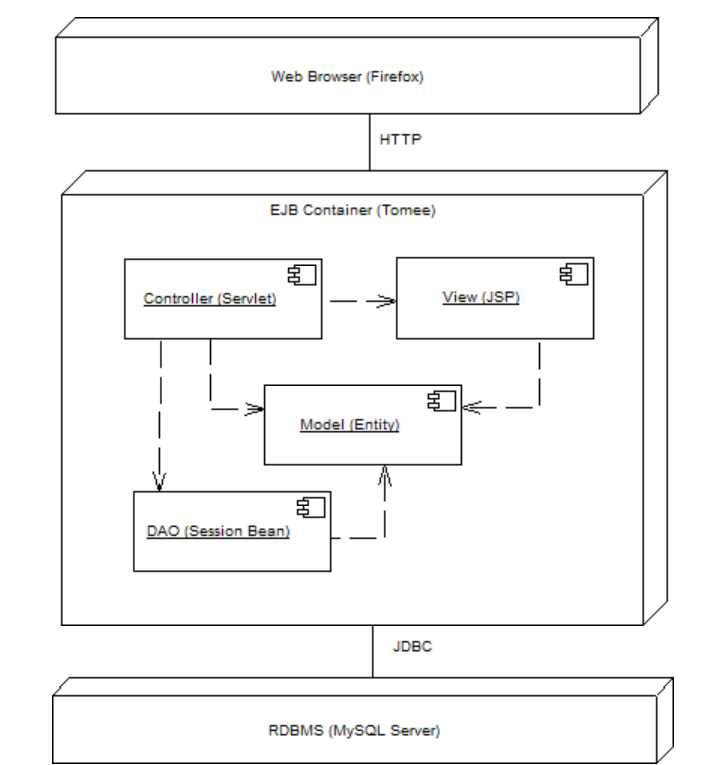 Web Browser (Firefox)
HTTP
EJB Container (Tomee)
Controller (Servlet)
View (JSP)
Model (Entity)
DAO (Session Bean)
JDBC
RDBMS (MySQL Server)